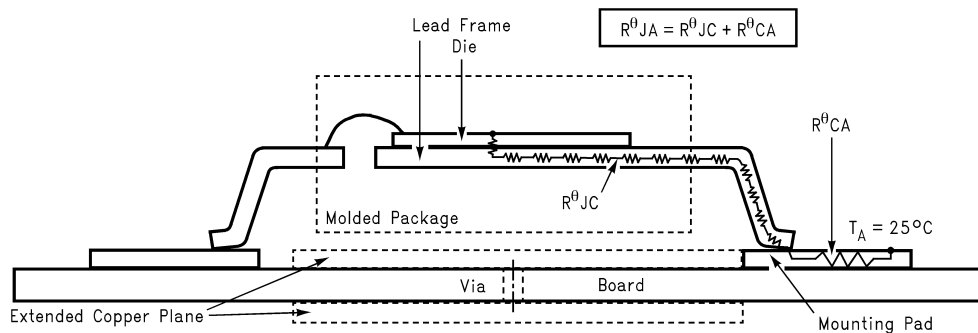 Lead Frame
Die
RθJA = RθJC + RθCA
RθCA
RθJC
Molded Package
TA = 25°C
Via
Board
Extended Copper Plane
Mounting Pad